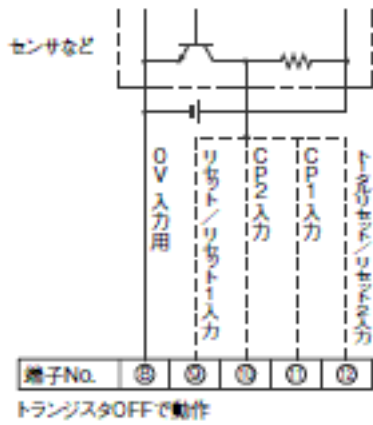 センサなど
0V入力用
リセット/リセット1入力
CP2入力
CP1入力
トータルリセット/リセット2入力
端子No. ⑧ ⑨ ⑩ ⑪ ⑫
トランジスタOFFで動作